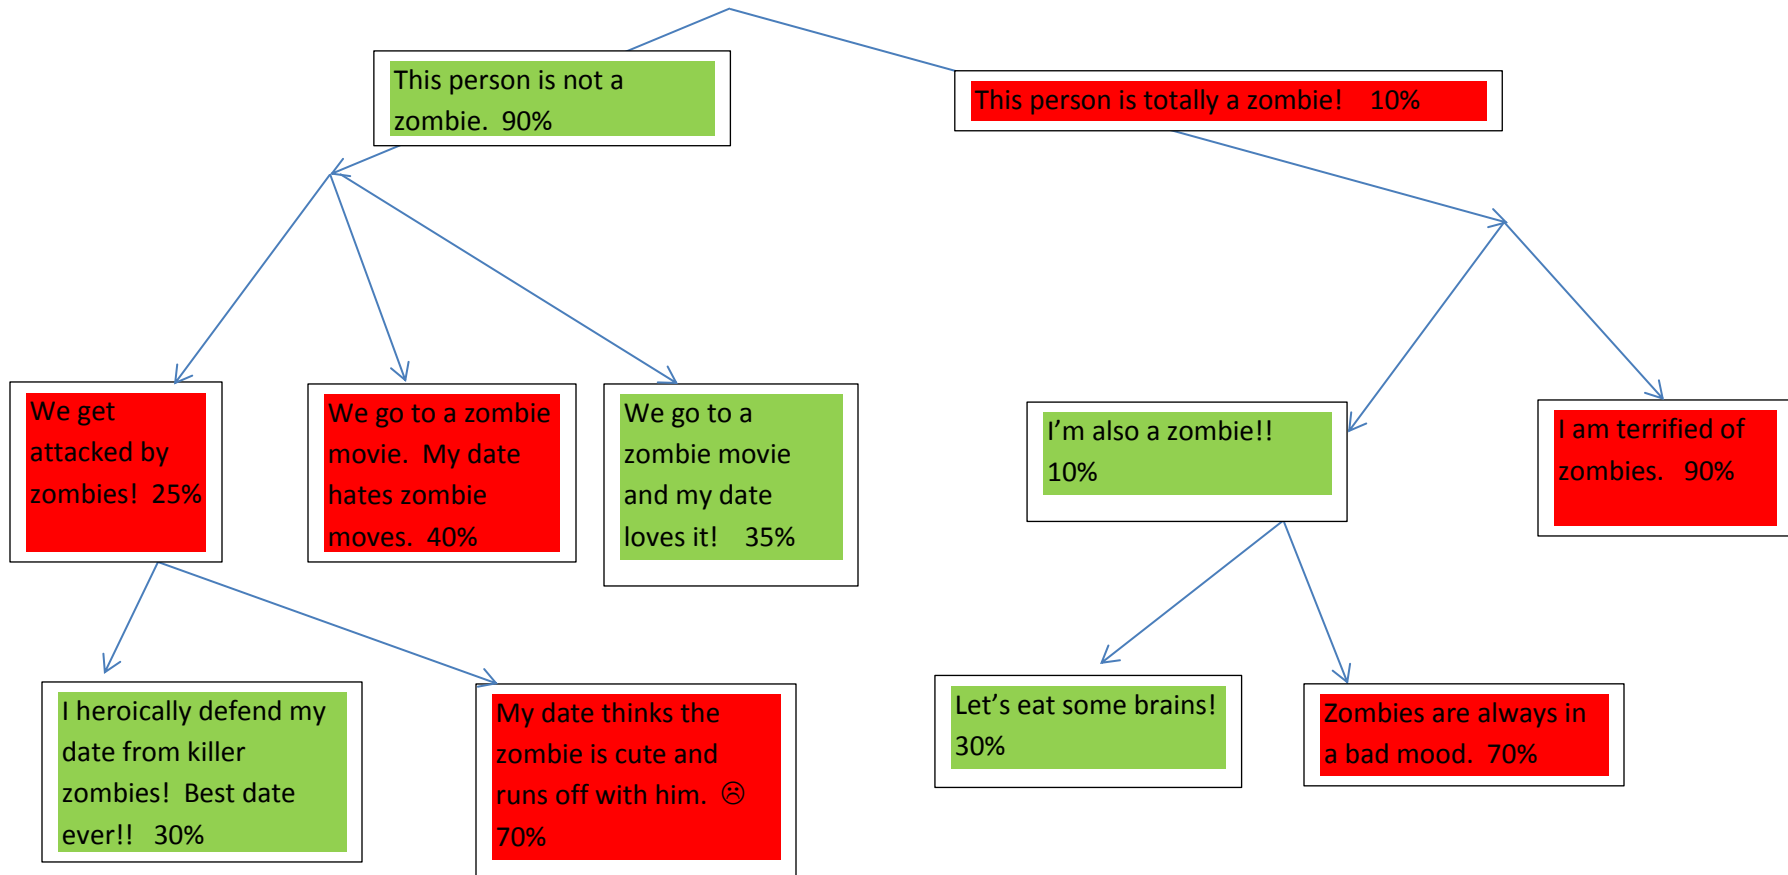 This person is not a
zombie.  90%
This person is totally a zombie!    10%
We get
attacked by
zombies!  25%
We go to a zombie
movie.  My date
hates zombie
moves.  40%
We go to a
zombie movie
and my date
loves it!    35%
I’m also a zombie!!
10%
I am terrified of
zombies.   90%
I heroically defend my
date from killer
zombies!  Best date
ever!!   30%
My date thinks the
zombie is cute and
runs off with him.  ☹
70%
Let’s eat some brains!
30%
Zombies are always in
a bad mood.  70%